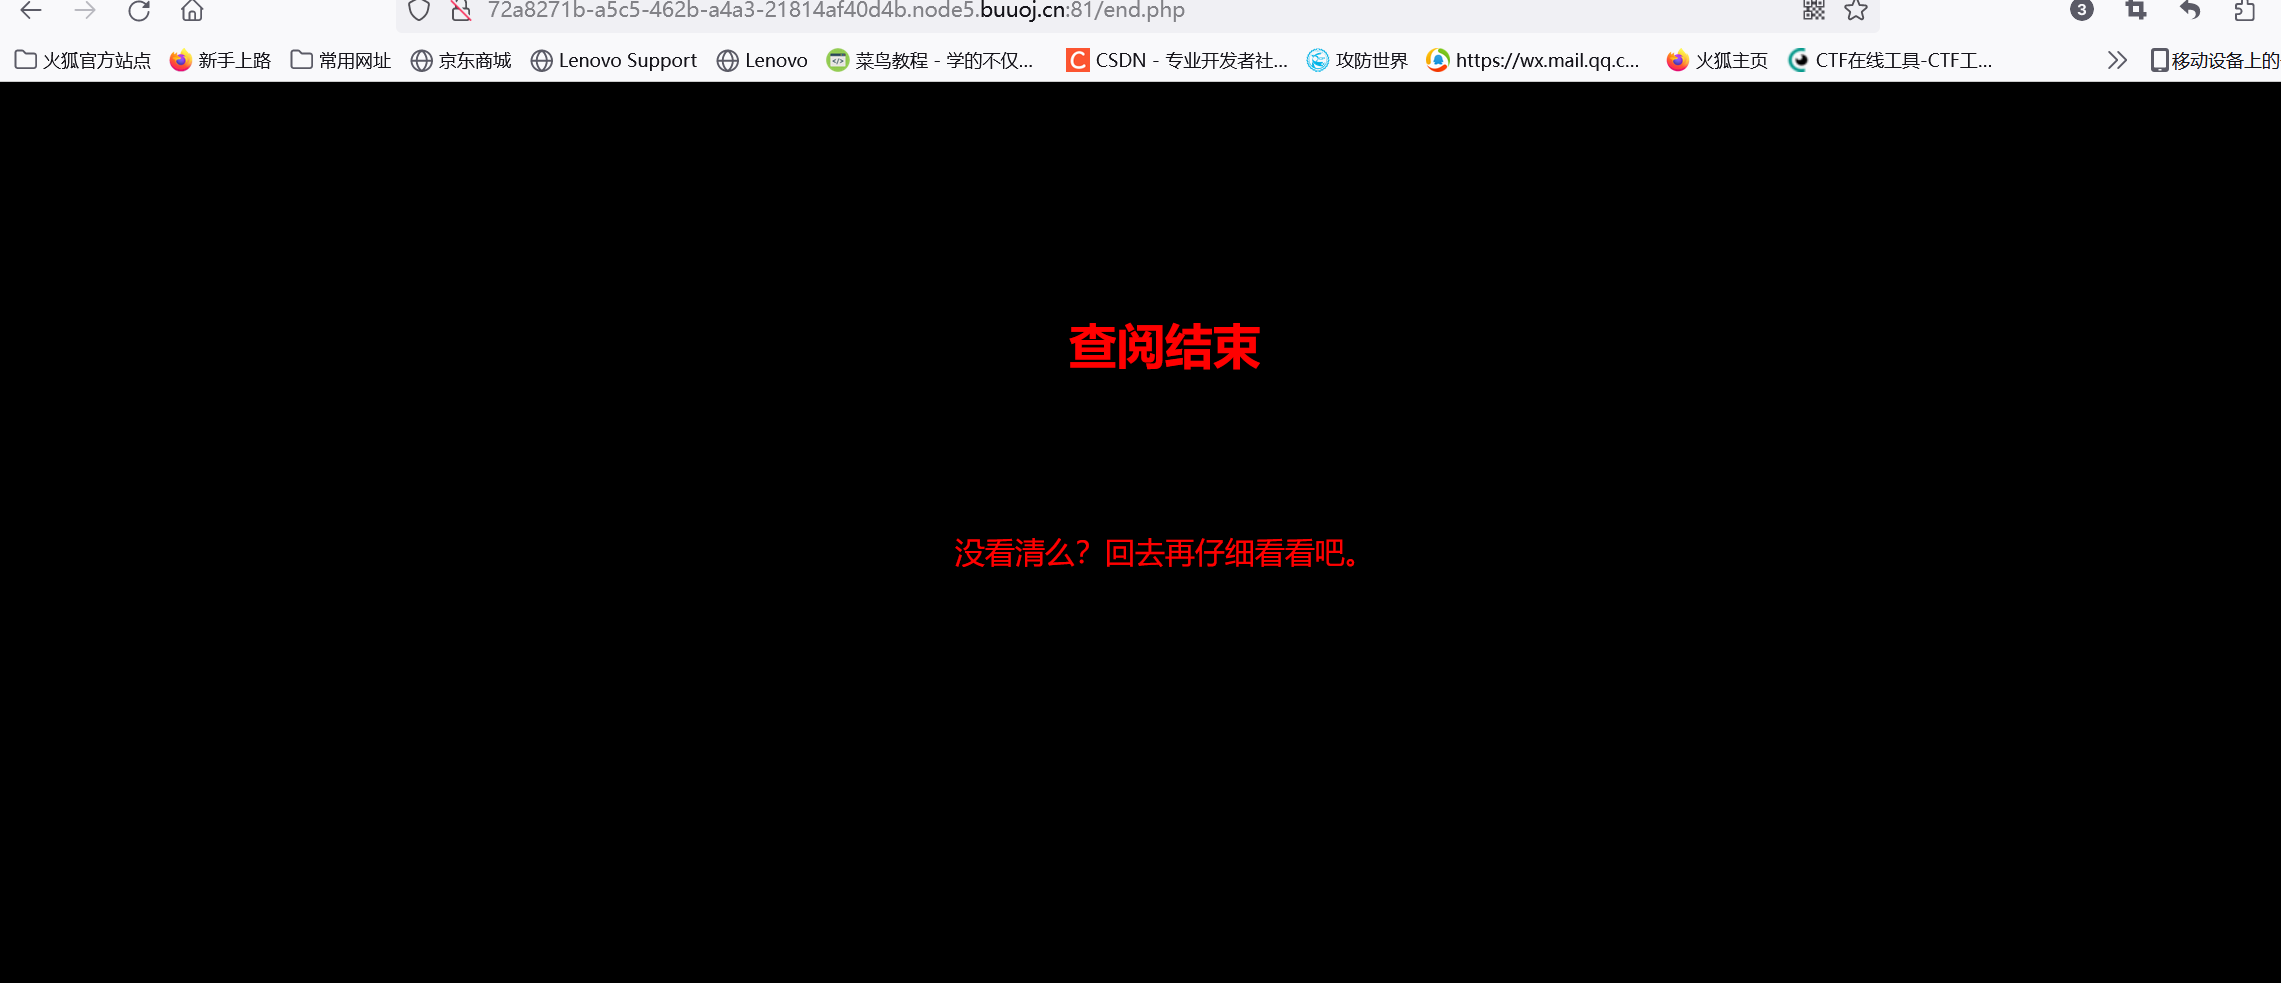 72a8271b-a5c5-462b-a4a3-21814af40d4b.node5.buuoj.cn:81/end.php
3
火狐官方站点 新手上路 常用网址 京东商城 Lenovo Support Lenovo 菜鸟教程 - 学的不仅... CSDN - 专业开发者社... 攻防世界 https://wx.mail.qq.c... 火狐主页 CTF在线工具-CTF工... 移动设备上的
查阅结束
没看清么？回去再仔细看看吧。